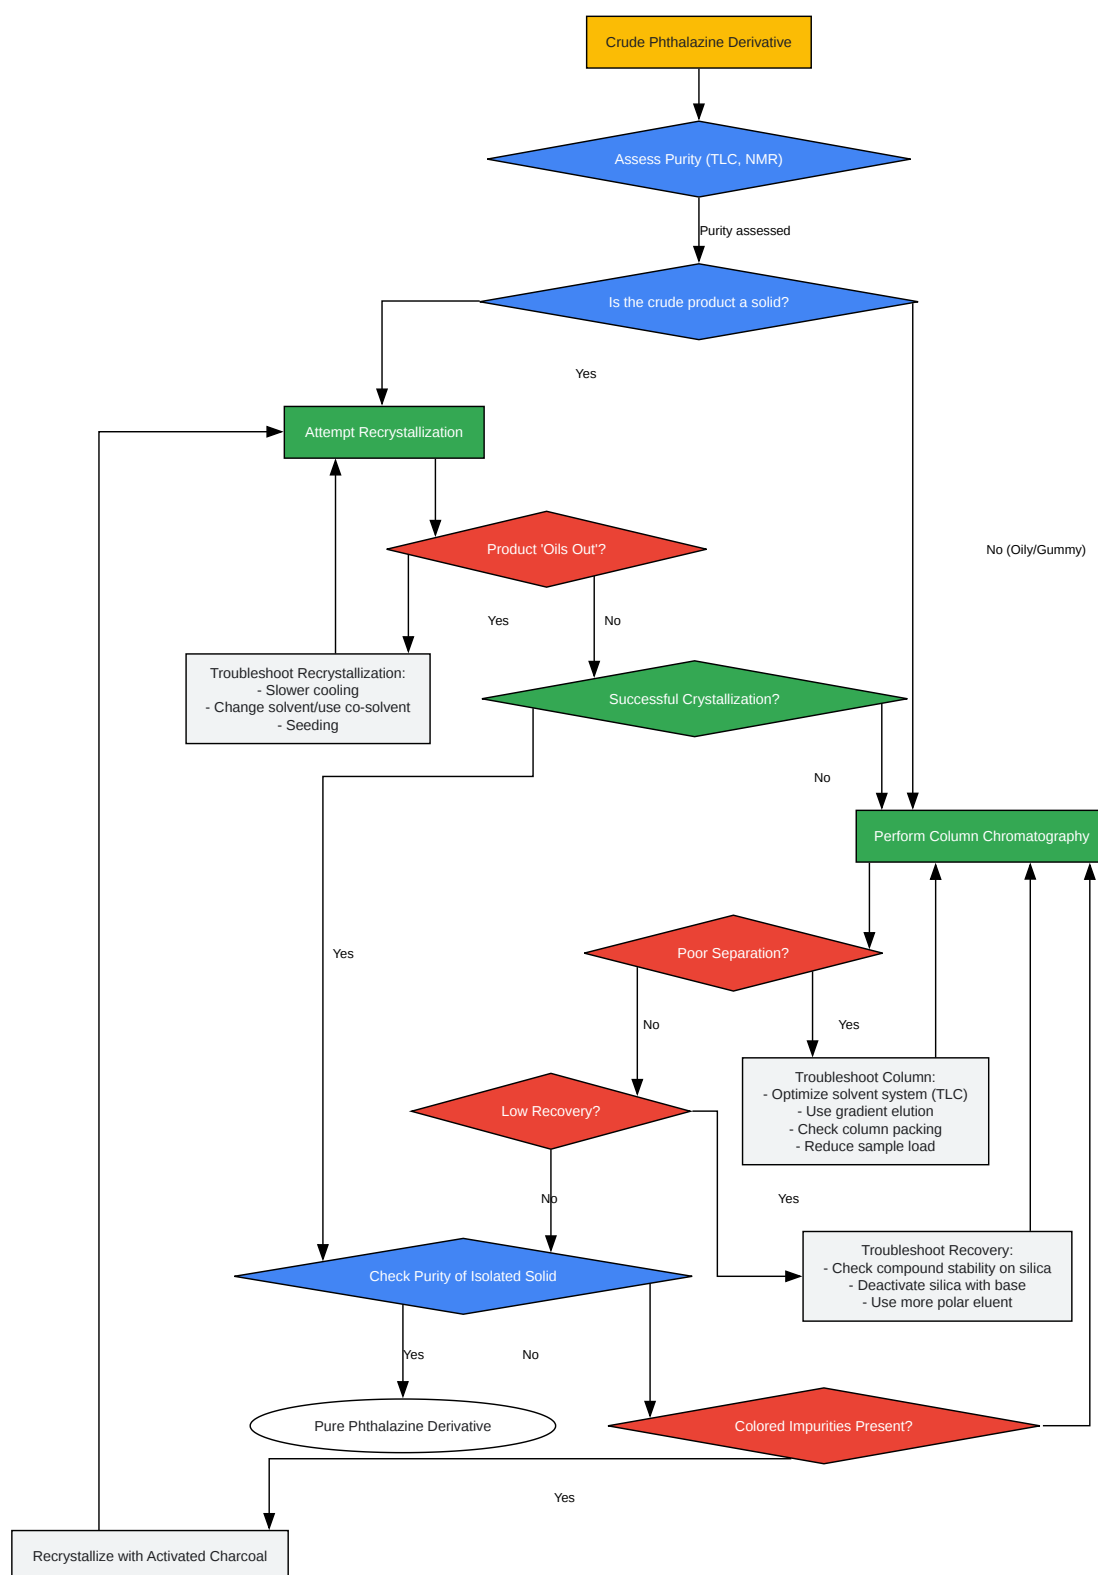 Crude Phthalazine Derivative
Assess Purity (TLC, NMR)
Purity assessed
Is the crude product a solid?
Yes
Attempt Recrystallization
Product 'Oils Out'?
No (Oily/Gummy)
Yes
No
Troubleshoot Recrystallization:
- Slower cooling
- Change solvent/use co-solvent
- Seeding
Successful Crystallization?
No
Perform Column Chromatography
Yes
Poor Separation?
No
Yes
Troubleshoot Column:
- Optimize solvent system (TLC)
- Use gradient elution
- Check column packing
- Reduce sample load
Low Recovery?
No
Yes
Troubleshoot Recovery:
- Check compound stability on silica
- Deactivate silica with base
- Use more polar eluent
Check Purity of Isolated Solid
Yes
No
Pure Phthalazine Derivative
Colored Impurities Present?
Yes
Recrystallize with Activated Charcoal